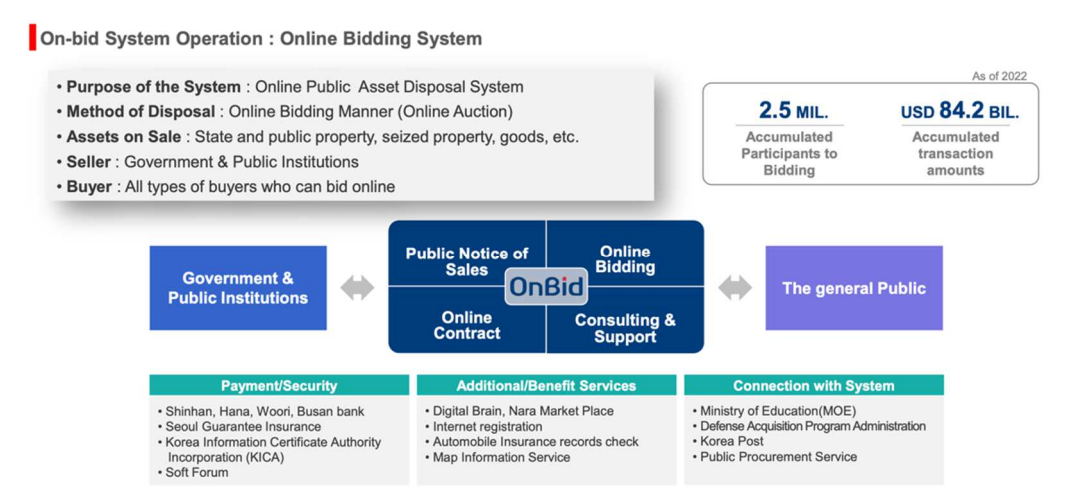 On-bid System Operation : Online Bidding System
• Purpose of the System : Online Public Asset Disposal System
• Method of Disposal : Online Bidding Manner (Online Auction)
• Assets on Sale : State and public property, seized property, goods, etc.
• Seller : Government & Public Institutions
• Buyer : All types of buyers who can bid online
As of 2022
2.5 MIL.
Accumulated
Participants to
Bidding
USD 84.2 BIL.
Accumulated
transaction
amounts
Government &
Public Institutions
Public Notice of
Sales
Online
Bidding
OnBid
Online
Contract
Consulting &
Support
The general Public
Payment/Security
• Shinhan, Hana, Woori, Busan bank
• Seoul Guarantee Insurance
• Korea Information Certificate Authority
Incorporation (KICA)
• Soft Forum
Additional/Benefit Services
• Digital Brain, Nara Market Place
• Internet registration
• Automobile Insurance records check
• Map Information Service
Connection with System
• Ministry of Education(MOE)
• Defense Acquisition Program Administration
• Korea Post
• Public Procurement Service